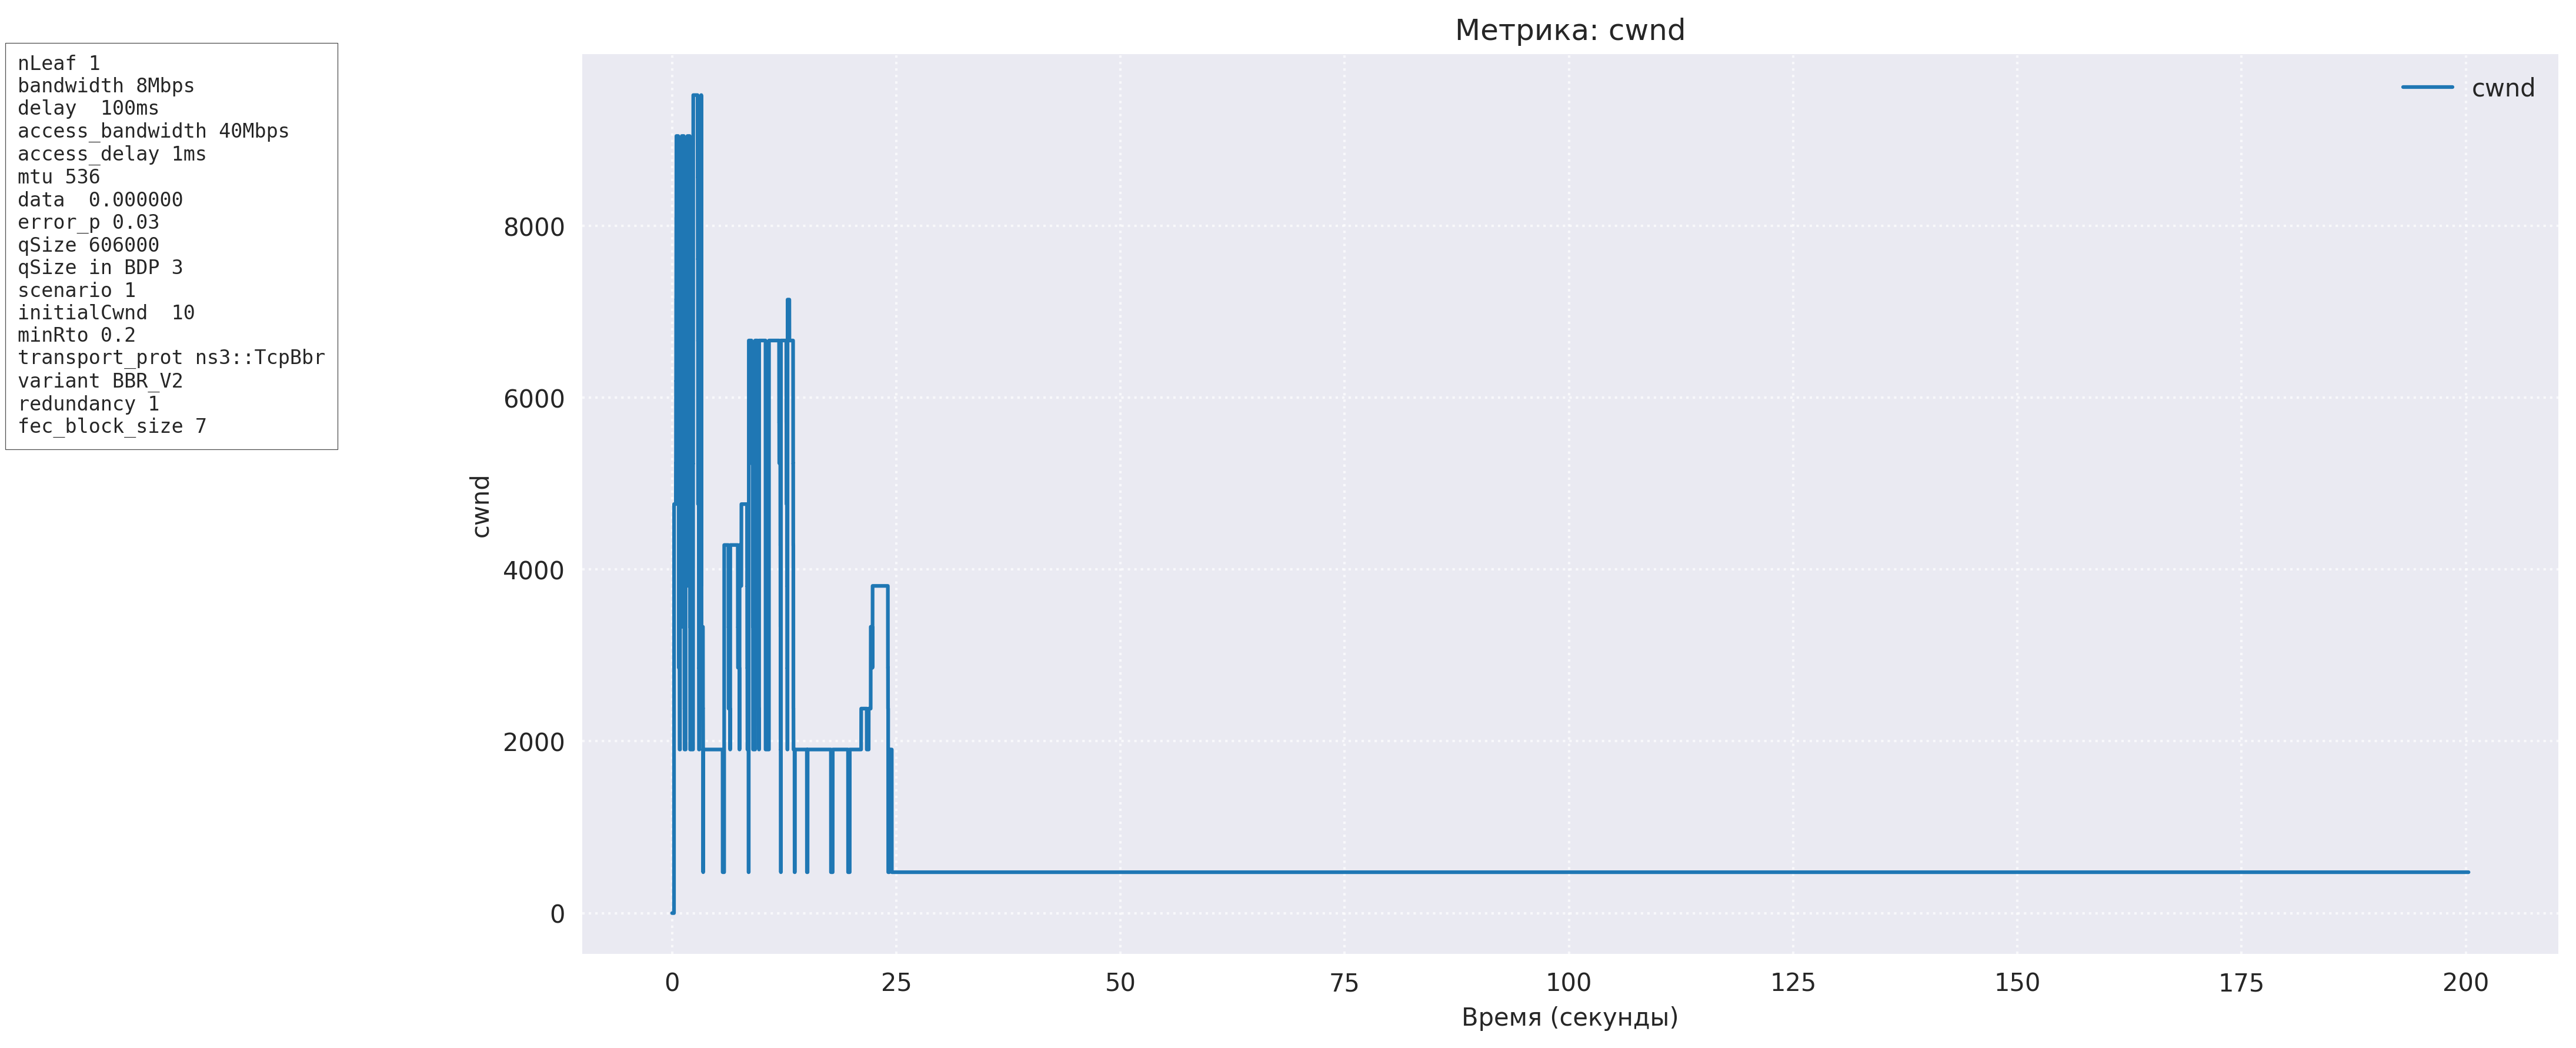 Метрика: cwnd
nLeaf 1
bandwidth 8Mbps
delay  100ms
access_bandwidth 40Mbps
access_delay 1ms
mtu 536
data  0.000000
error_p 0.03
qSize 606000
qSize in BDP 3
scenario 1
initialCwnd  10
minRto 0.2
transport_prot ns3::TcpBbr
variant BBR_V2
redundancy 1
fec_block_size 7
cwnd
cwnd
8000
6000
4000
2000
0
0 25 50 75 100 125 150 175 200
Время (секунды)